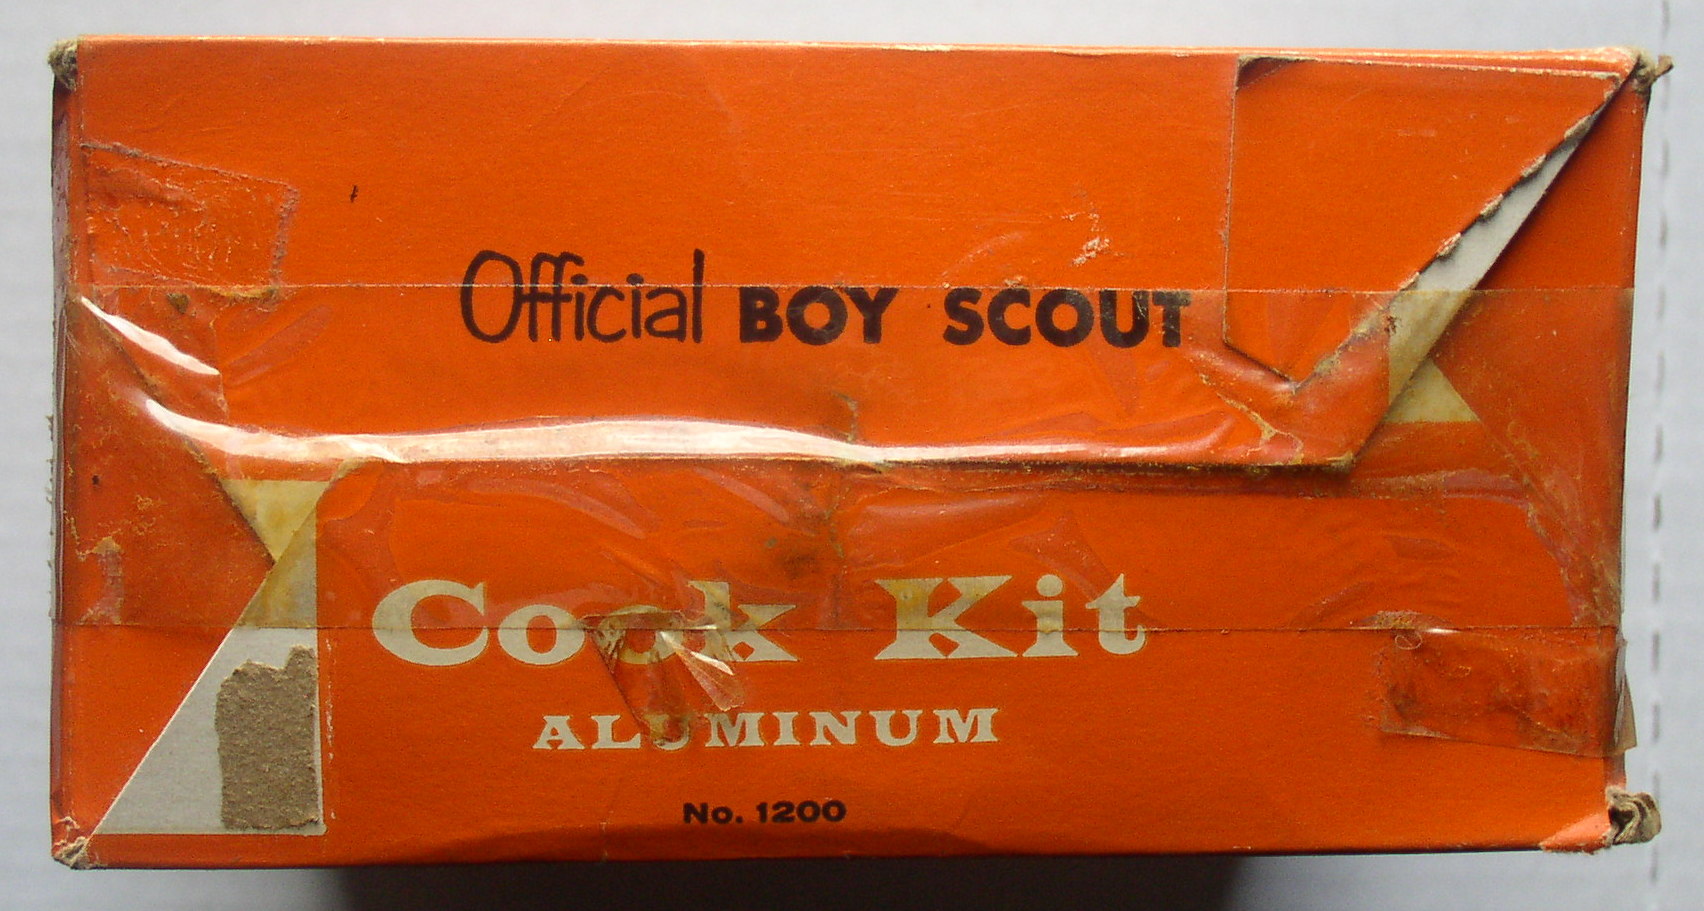 Official BOY SCOUT
Cook Kit
ALUMINUM
No. 1200